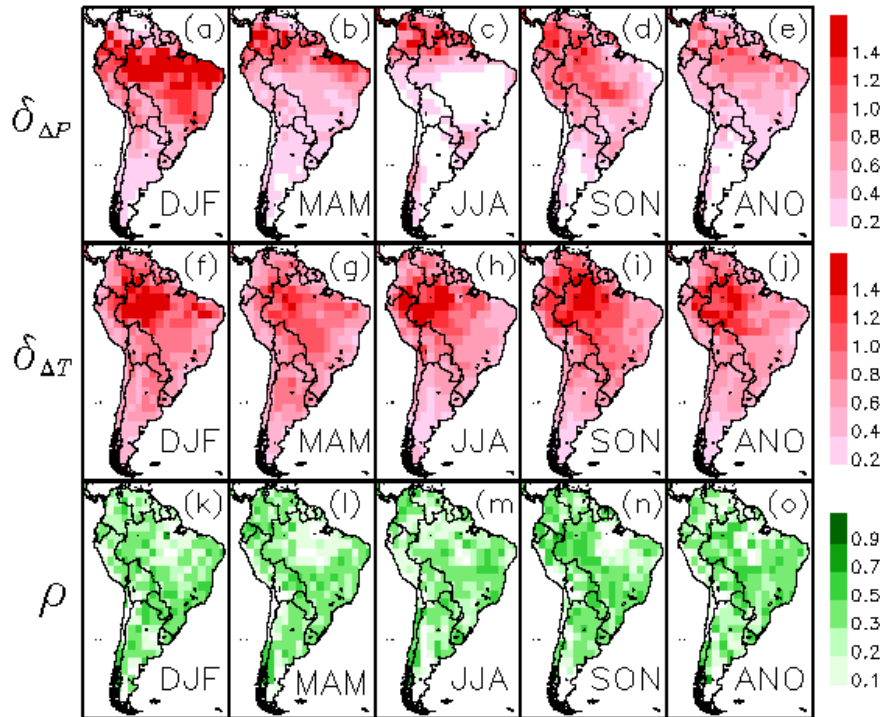 (a) (b) (c) (d) (e)
δΔP
1.4
1.2
1.0
0.8
0.6
0.4
0.2
DJF MAM JJA SON ANO
(f) (g) (h) (i) (j)
δΔT
1.4
1.2
1.0
0.8
0.6
0.4
0.2
DJF MAM JJA SON ANO
(k) (l) (m) (n) (o)
ρ
0.9
0.7
0.5
0.3
0.2
0.1
DJF MAM JJA SON ANO